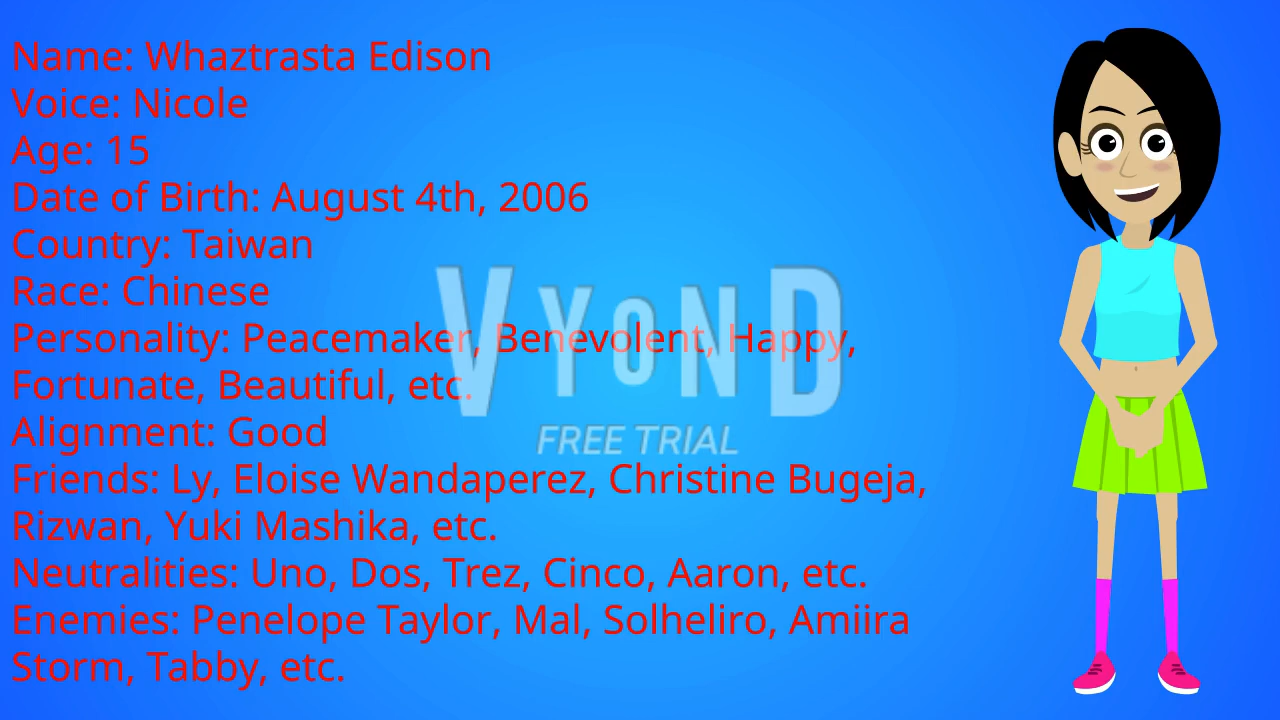 Name: Whaztrasta Edison
Voice: Nicole
Age: 15
Date of Birth: August 4th, 2006
Country: Taiwan
Race: Chinese
Personality: Peacemaker, Benevolent, Happy,
Fortunate, Beautiful, etc.
Alignment: Good
Friends: Ly, Eloise Wandaperez, Christine Bugeja,
Rizwan, Yuki Mashika, etc.
Neutralities: Uno, Dos, Trez, Cinco, Aaron, etc.
Enemies: Penelope Taylor, Mal, Solheliro, Amiira
Storm, Tabby, etc.
VYOND
FREE TRIAL